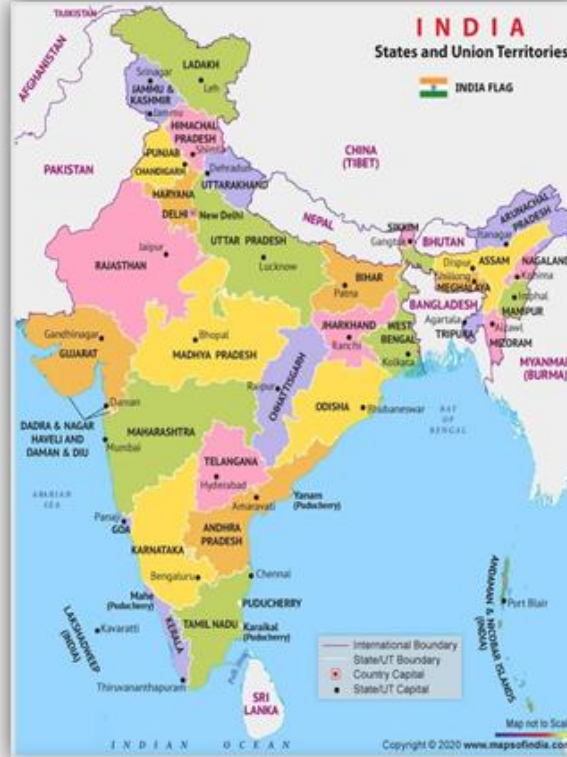 INDIA
States and Union Territories
INDIA FLAG
TAJIKISTAN
AFGHANISTAN
LADAKH
Srinagar
Leh
JAMMU &
KASHMIR
Jammu
HIMACHAL
PRADESH
Shimla
CHINA
(TIBET)
PAKISTAN
PUNJAB
CHANDIGARH
Dehradun
UTTARAKHAND
HARYANA
DELHI
New Delhi
NEPAL
SIKKIM
Gangtok
BHUTAN
ARUNACHAL
PRADESH
Itanagar
Jaipur
RAJASTHAN
UTTAR PRADESH
Lucknow
BIHAR
Patna
Dispur
ASSAM
NAGALAND
Shillong
MEGHALAYA
Kohima
Imphal
MANIPUR
BANGLADESH
Agartala
TRIPURA
Aizawl
MIZORAM
MYANMAR
(BURMA)
Gandhinagar
GUJARAT
Bhopal
MADHYA PRADESH
JHARKHAND
Ranchi
WEST
BENGAL
Kolkata
CHHATTISGARH
Raipur
Daman
DADRA & NAGAR
HAVELI AND
DAMAN & DIU
MAHARASHTRA
Mumbai
ODISHA
Bhubaneswar
BAY
OF
BENGAL
ARABIAN
SEA
TELANGANA
Hyderabad
Amaravati
Yanam
(Puducherry)
Panaji
GOA
KARNATAKA
ANDHRA
PRADESH
Bengaluru
Chennai
Mahe
(Puducherry)
PUDUCHERRY
LAKSHADWEEP
(INDIA)
Kavaratti
KERALA
TAMIL NADU
Karaikal
(Puducherry)
ANDAMAN & NICOBAR ISLANDS
(INDIA)
Port Blair
Thiruvananthapuram
SRI
LANKA
International Boundary
State/UT Boundary
Country Capital
State/UT Capital
Map not to Scale
INDIAN OCEAN
Copyright © 2020 www.mapsofindia.com